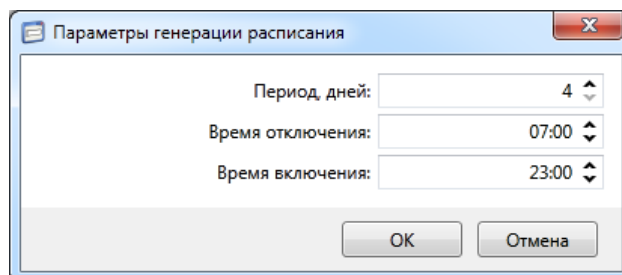 Параметры генерации расписания
Период, дней: 4
Время отключения: 07:00
Время включения: 23:00
OK Отмена